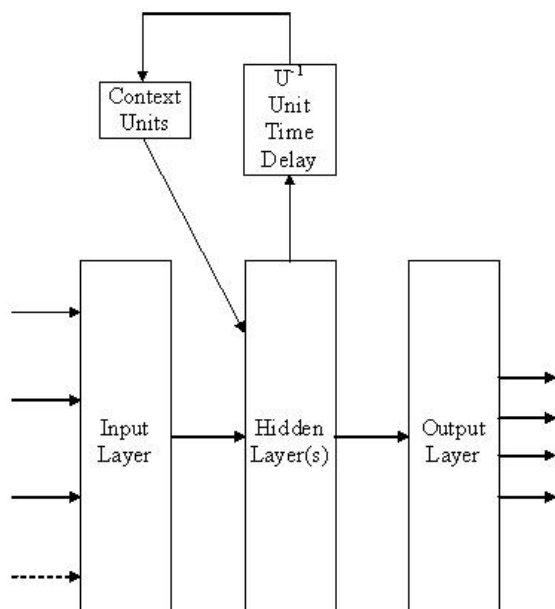 U⁻¹
Unit
Time
Delay
Context
Units
Input
Layer
Hidden
Layer(s)
Output
Layer